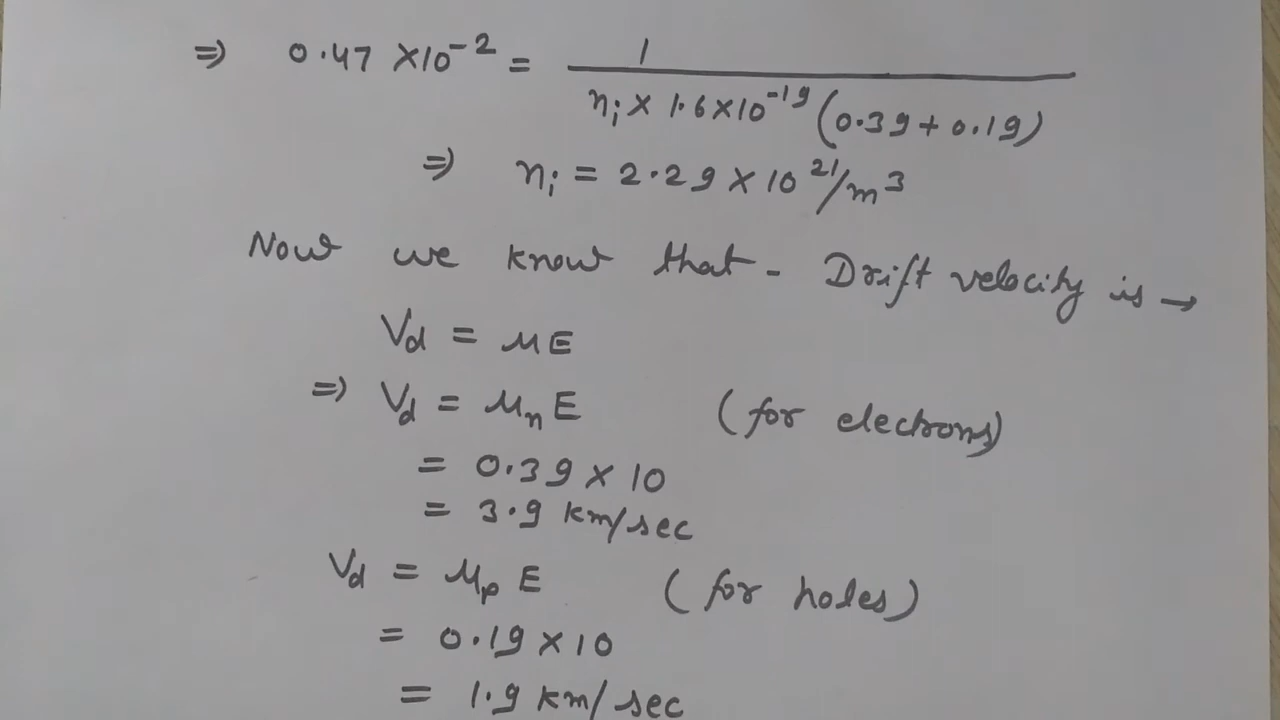 ⇒ 0.47 ×10⁻² = 1 / nᵢ × 1.6×10⁻¹⁹ (0.39 + 0.19)
⇒ nᵢ = 2.29 × 10²¹/m³
Now we know that - Drift velocity is →
Vd = μE
⇒ Vd = μₙE (for electrons)
= 0.39 × 10
= 3.9 km/sec
Vd = μₚ E (for holes)
= 0.19 × 10
= 1.9 km/sec